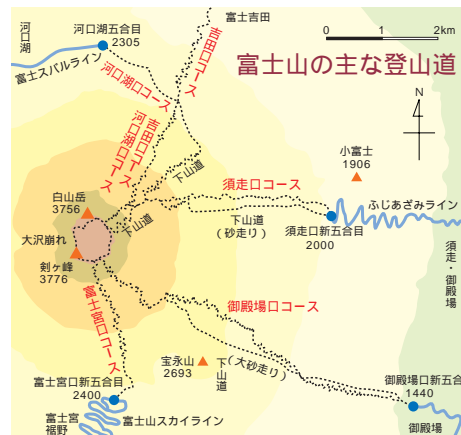 富士山の主な登山道
0 1 2km
N
河口湖
河口湖五合目
2305
富士スバルライン
富士吉田
吉田口コース
河口湖口コース
吉田口コース
河口湖口コース
下山道
下山道
小富士
1906
須走口コース
ふじあざみライン
下山道
(砂走り)
須走口新五合目
2000
須走・御殿場
白山岳
3756
大沢崩れ
剣ヶ峰
3776
富士宮口コース
御殿場口コース
(大砂走り)
下山道
宝永山
2693
富士宮口新五合目
2400
富士宮
裾野
富士山スカイライン
御殿場口新五合
1440
御殿場